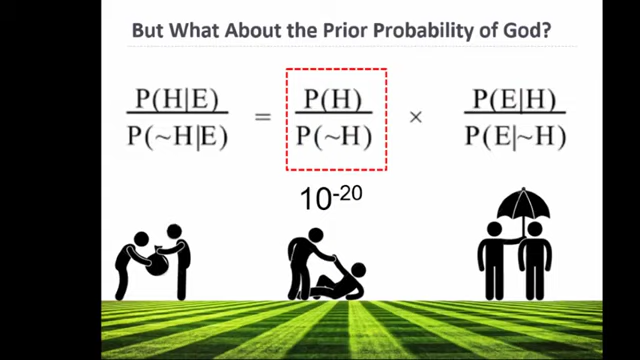 But What About the Prior Probability of God?
P(H|E) / P(~H|E) = P(H) / P(~H) × P(E|H) / P(E|~H)
10⁻²⁰